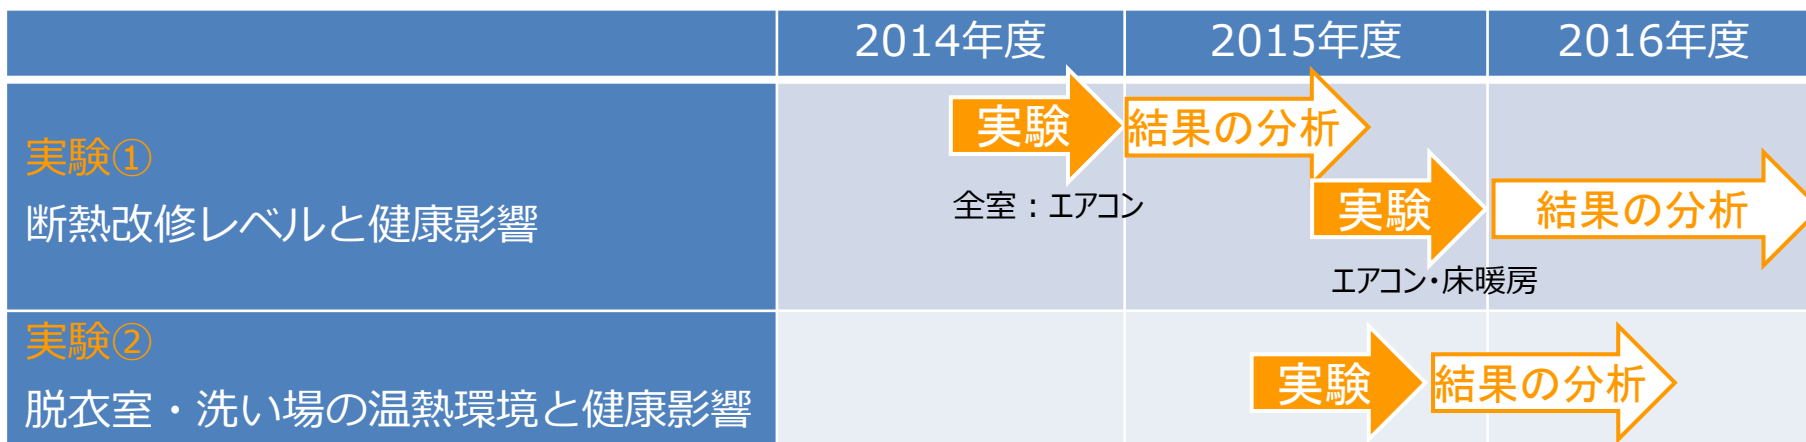 2014年度
2015年度
2016年度
実験①
断熱改修レベルと健康影響
実験
結果の分析
全室：エアコン
実験
結果の分析
エアコン・床暖房
実験②
脱衣室・洗い場の温熱環境と健康影響
実験
結果の分析